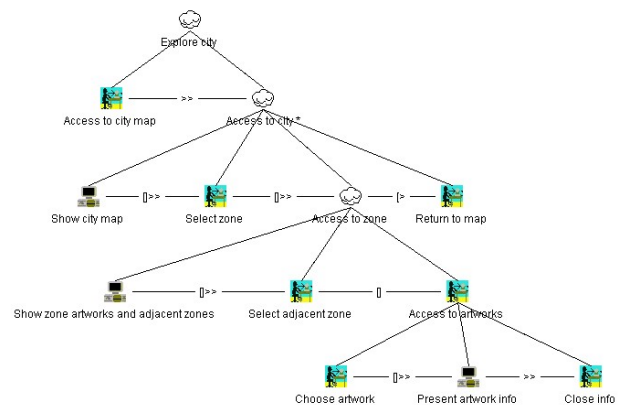 Explore city
>>
Access to city map
Access to city *
[]>> []>> [>
Show city map Select zone Access to zone Return to map
[]>> []
Show zone artworks and adjacent zones Select adjacent zone Access to artworks
[]>> >>
Choose artwork Present artwork info Close info